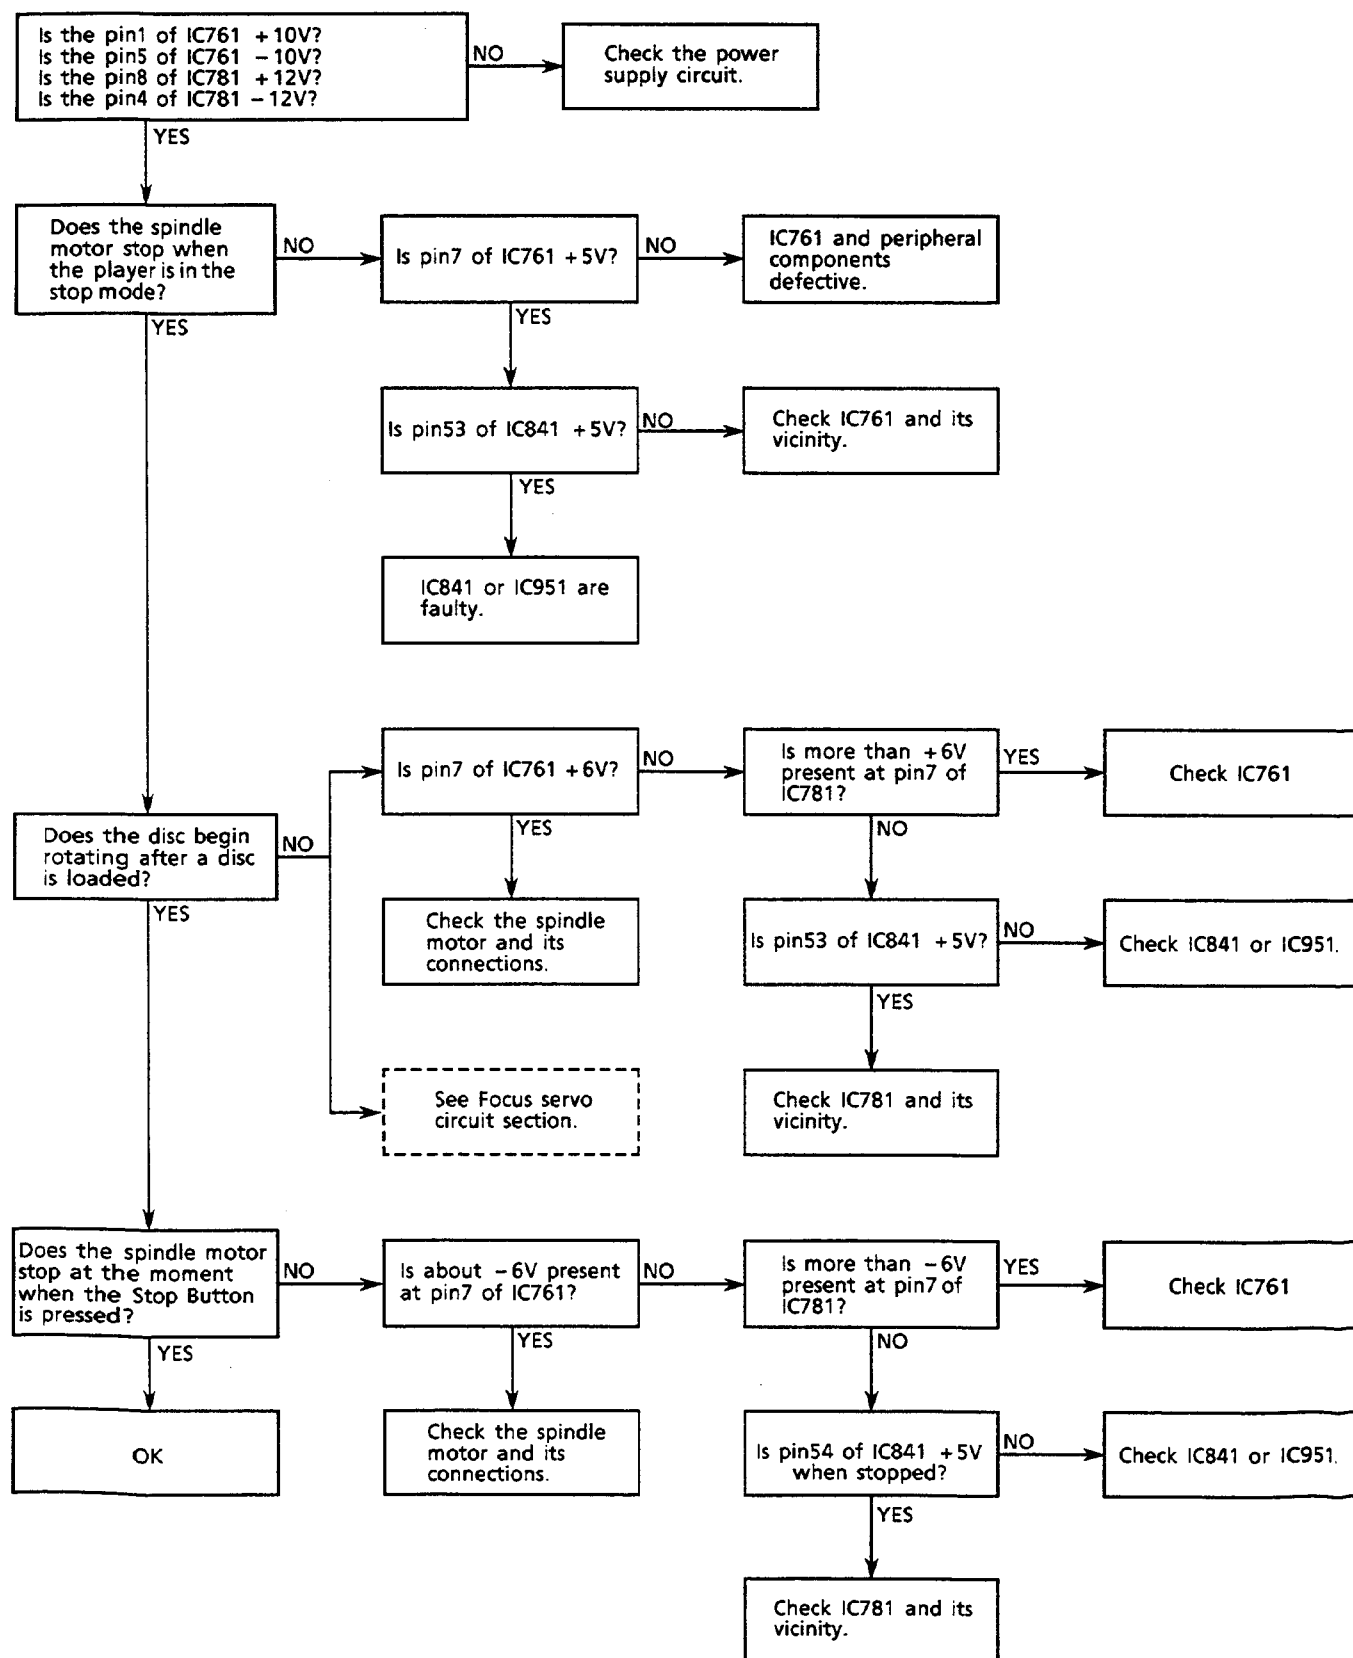 Is the pin1 of IC761 +10V?
Is the pin5 of IC761 −10V?
Is the pin8 of IC781 +12V?
Is the pin4 of IC781 −12V?
NO
Check the power
supply circuit.
YES
Does the spindle
motor stop when
the player is in the
stop mode?
NO
Is pin7 of IC761 +5V?
NO
IC761 and peripheral
components
defective.
YES
YES
Is pin53 of IC841 +5V?
NO
Check IC761 and its
vicinity.
YES
IC841 or IC951 are
faulty.
Is pin7 of IC761 +6V?
NO
Is more than +6V
present at pin7 of
IC781?
YES
Check IC761
Does the disc begin
rotating after a disc
is loaded?
NO
YES
NO
YES
Check the spindle
motor and its
connections.
Is pin53 of IC841 +5V?
NO
Check IC841 or IC951.
YES
See Focus servo
circuit section.
Check IC781 and its
vicinity.
Does the spindle motor
stop at the moment
when the Stop Button
is pressed?
NO
Is about −6V present
at pin7 of IC761?
NO
Is more than −6V
present at pin7 of
IC781?
YES
Check IC761
YES
YES
NO
OK
Check the spindle
motor and its
connections.
Is pin54 of IC841 +5V
when stopped?
NO
Check IC841 or IC951.
YES
Check IC781 and its
vicinity.